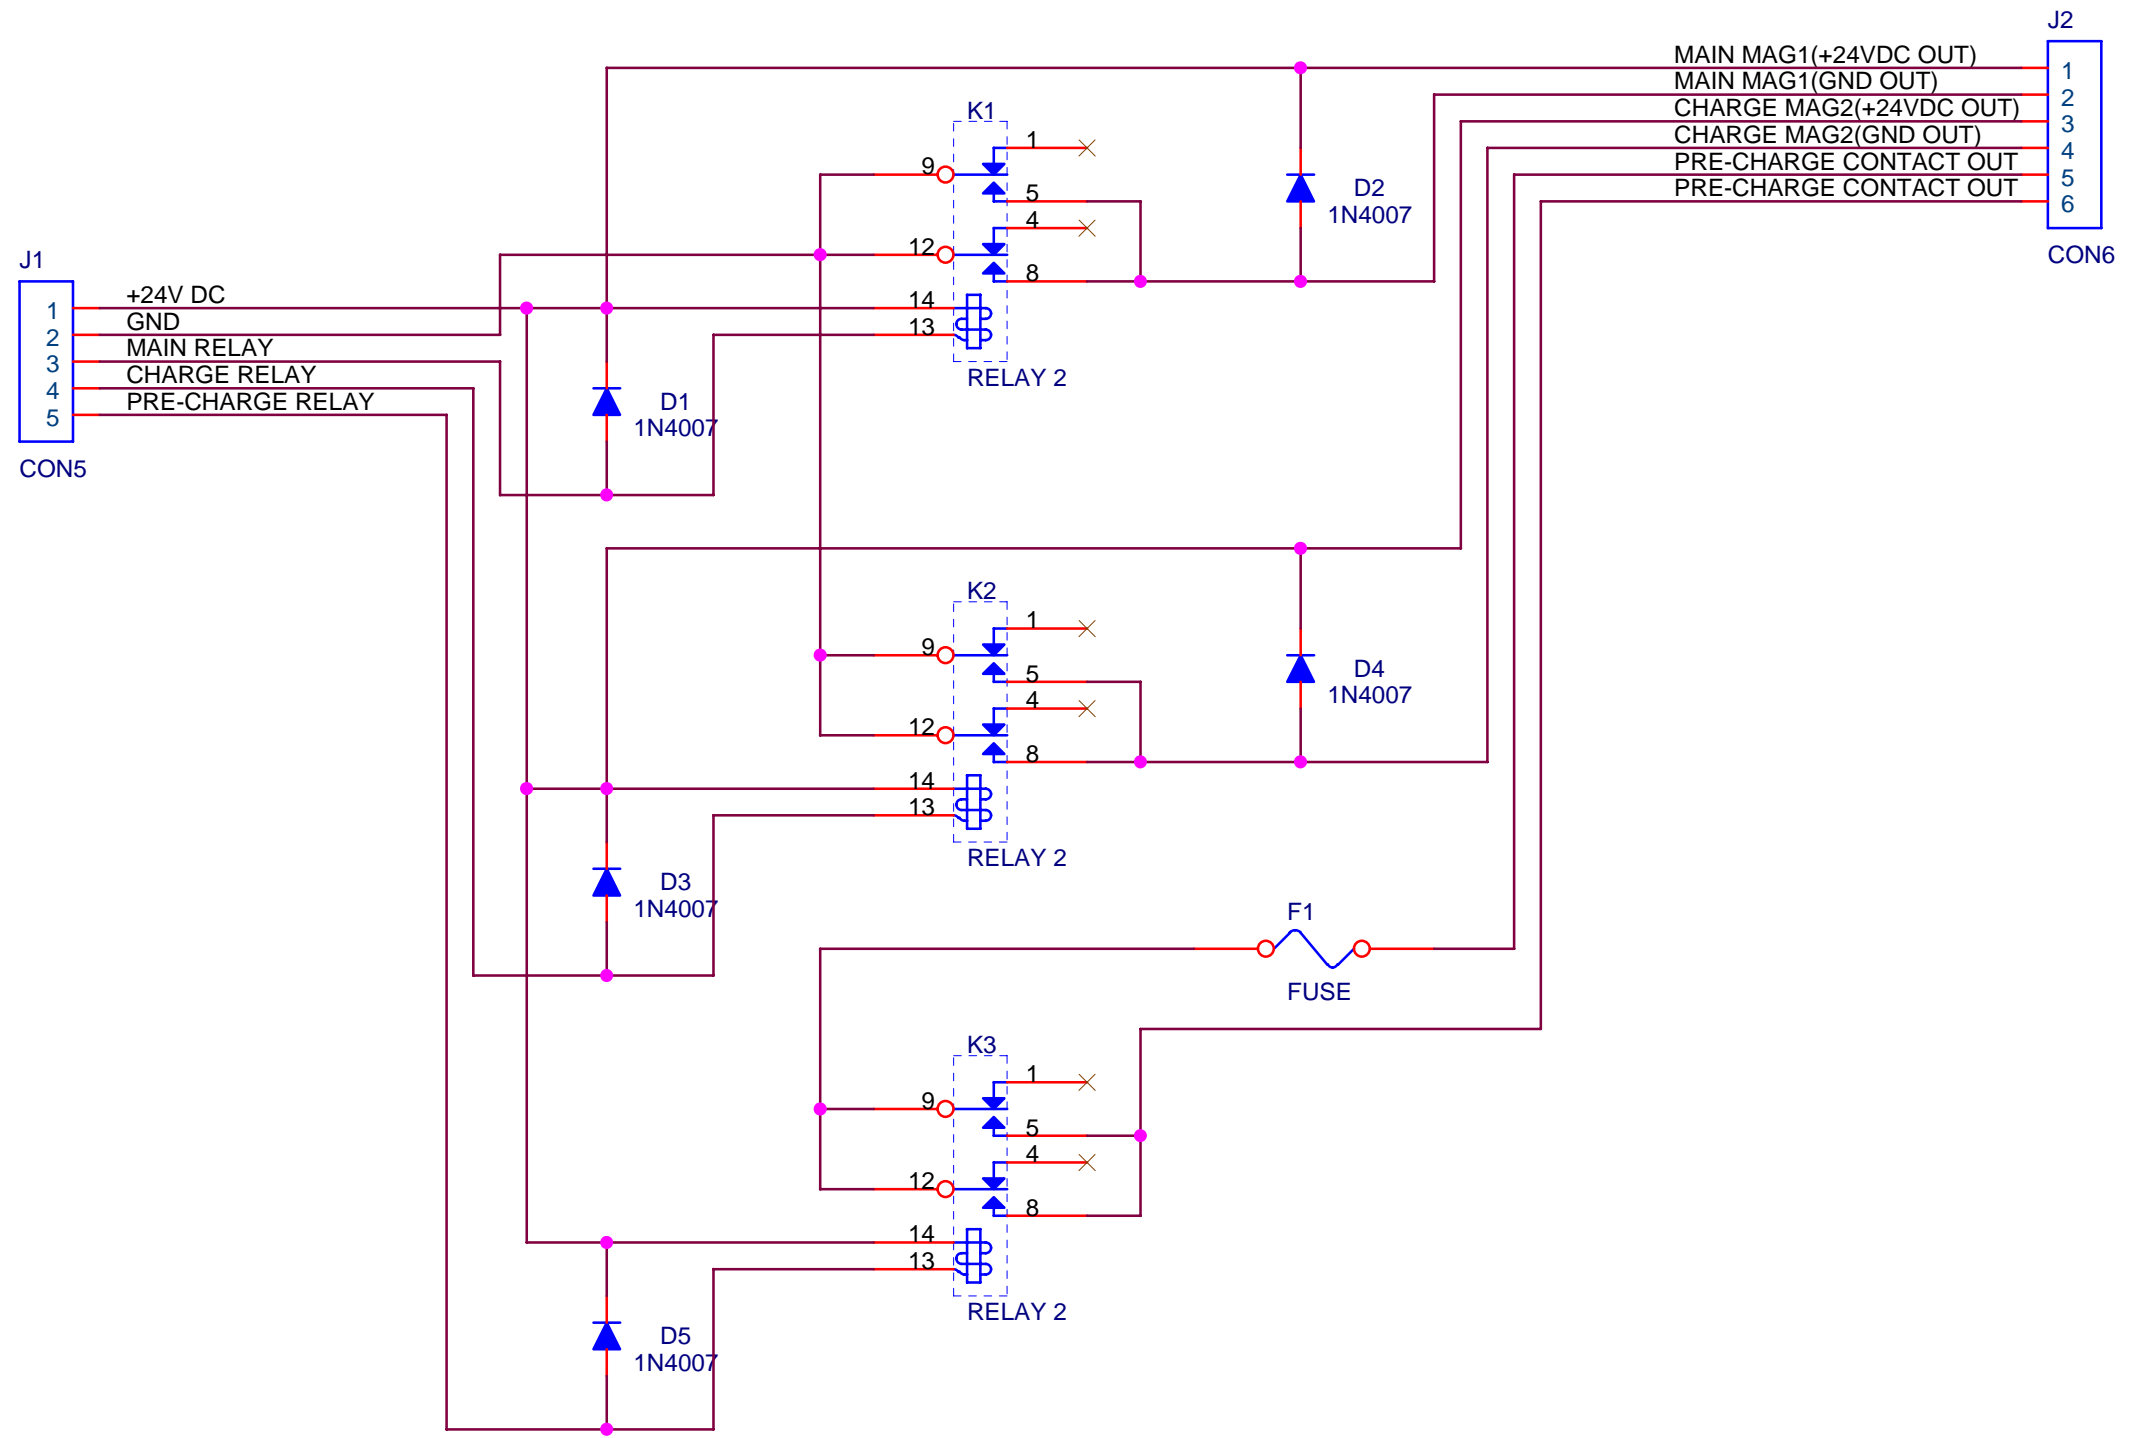 J2
MAIN MAG1(+24VDC OUT)
1
MAIN MAG1(GND OUT)
2
CHARGE MAG2(+24VDC OUT)
3
CHARGE MAG2(GND OUT)
4
PRE-CHARGE CONTACT OUT
5
PRE-CHARGE CONTACT OUT
6
CON6
K1
1
9
5
4
12
8
14
13
RELAY 2
D2
1N4007
J1
+24V DC
1
GND
2
MAIN RELAY
3
CHARGE RELAY
4
PRE-CHARGE RELAY
5
CON5
D1
1N4007
K2
1
9
5
4
12
8
14
13
RELAY 2
D4
1N4007
D3
1N4007
F1
FUSE
K3
1
9
5
4
12
8
14
13
RELAY 2
D5
1N4007